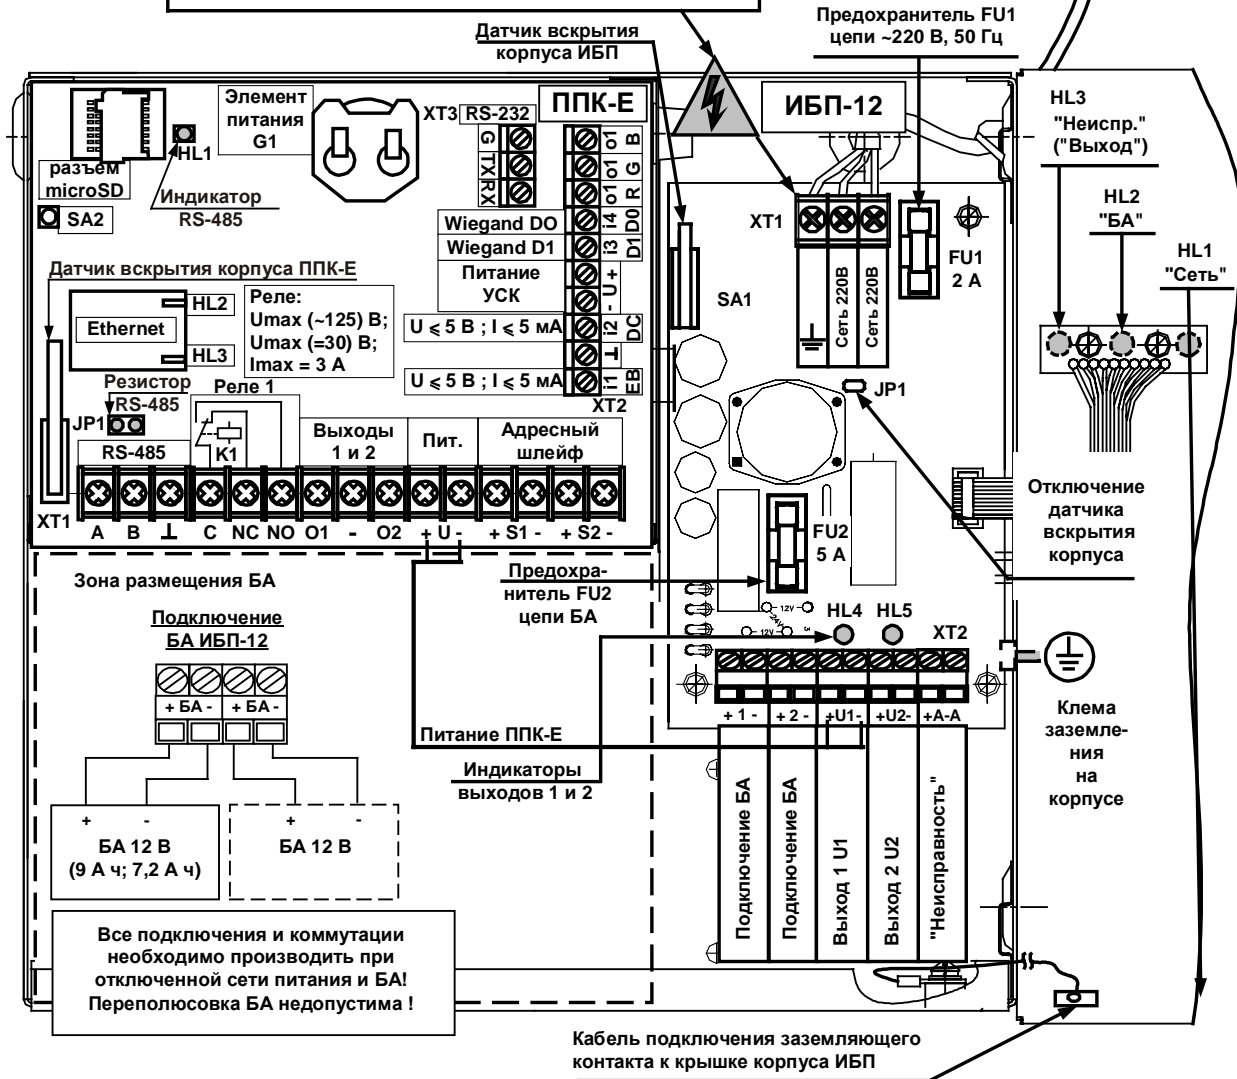 Предохранитель FU1
цепи ~220 В, 50 Гц
Датчик вскрытия
корпуса ИБП
ППК-Е
ИБП-12
Элемент
питания
G1
XT3
RS-232
G
TX
RX
HL1
разъем
microSD
Индикатор
RS-485
SA2
o1 B
o1 G
o1 R
i4 D0
i3 D1
- U +
i2 DC
⊥
i1 EB
XT2
Wiegand DO
Wiegand D1
Питание
УСК
U ⩽ 5 В ; I ⩽ 5 мА
U ⩽ 5 В ; I ⩽ 5 мА
Датчик вскрытия корпуса ППК-Е
Ethernet
HL2
HL3
Реле:
Umax (~125) В;
Umax (=30) В;
Imax = 3 А
Резистор
RS-485
JP1
Реле 1
K1
RS-485
Выходы
1 и 2
Пит.
Адресный
шлейф
XT1
A B ⊥ C NC NO O1 - O2 + U - + S1 - + S2 -
XT1
Сеть 220В
Сеть 220В
FU1
2 А
SA1
JP1
HL3
"Неиспр."
("Выход")
HL2
"БА"
HL1
"Сеть"
Отключение
датчика
вскрытия
корпуса
FU2
5 А
Предохра-
нитель FU2
цепи БА
12V
24V
12V
HL4 HL5
XT2
+ 1 - + 2 - +U1- +U2- +A-A
Подключение БА
Подключение БА
Выход 1 U1
Выход 2 U2
"Неисправность"
Клема
заземле-
ния
на
корпусе
Зона размещения БА
Подключение
БА ИБП-12
+ БА - + БА -
Питание ППК-Е
Индикаторы
выходов 1 и 2
+ -
БА 12 В
(9 А ч; 7,2 А ч)
+ -
БА 12 В
Все подключения и коммутации
необходимо производить при
отключенной сети питания и БА!
Переполюсовка БА недопустима !
Кабель подключения заземляющего
контакта к крышке корпуса ИБП